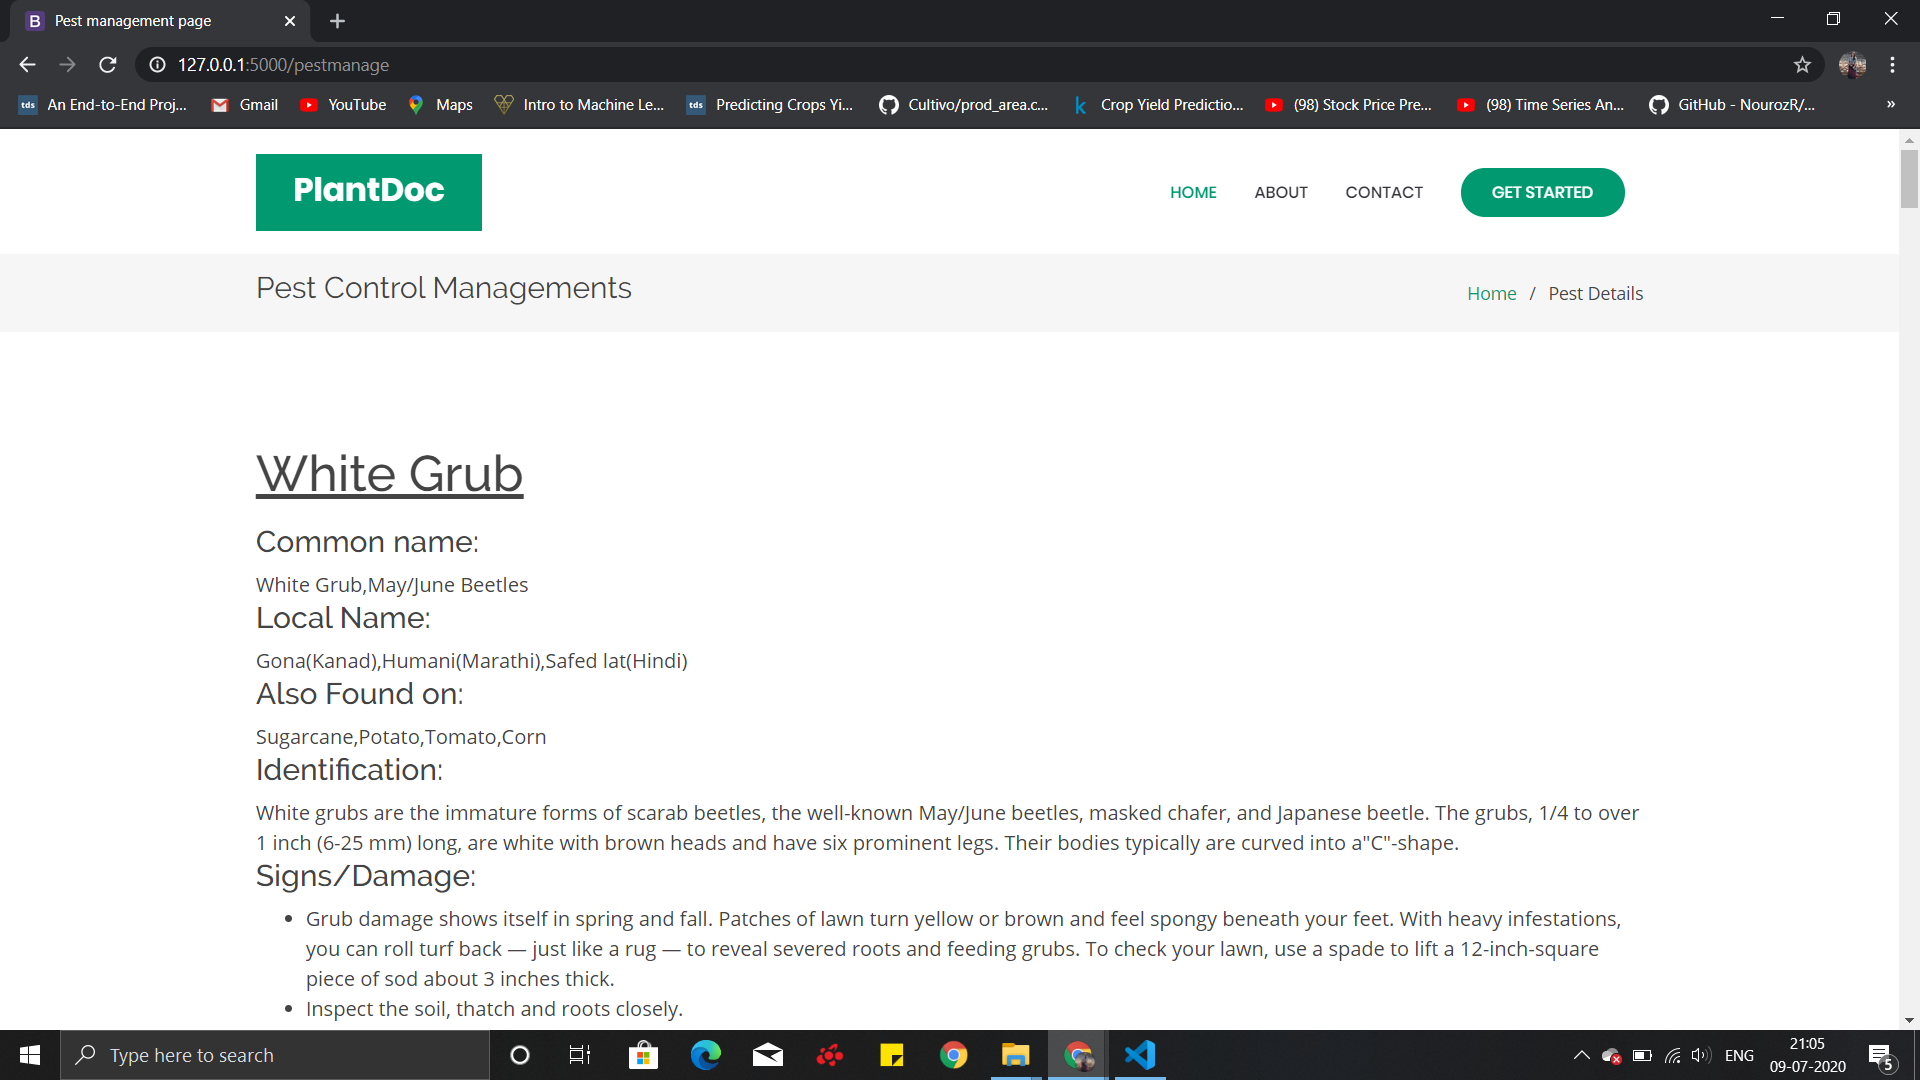 Pest management page
127.0.0.1:5000/pestmanage
An End-to-End Proj... Gmail YouTube Maps Intro to Machine Le... Predicting Crops Yi... Cultivo/prod_area.c... Crop Yield Predictio... (98) Stock Price Pre... (98) Time Series An... GitHub - NourozR/... »
PlantDoc
HOME ABOUT CONTACT GET STARTED
Pest Control Managements
Home / Pest Details
White Grub
Common name:
White Grub,May/June Beetles
Local Name:
Gona(Kanad),Humani(Marathi),Safed lat(Hindi)
Also Found on:
Sugarcane,Potato,Tomato,Corn
Identification:
White grubs are the immature forms of scarab beetles, the well-known May/June beetles, masked chafer, and Japanese beetle. The grubs, 1/4 to over
1 inch (6-25 mm) long, are white with brown heads and have six prominent legs. Their bodies typically are curved into a"C"-shape.
Signs/Damage:
• Grub damage shows itself in spring and fall. Patches of lawn turn yellow or brown and feel spongy beneath your feet. With heavy infestations,
you can roll turf back — just like a rug — to reveal severed roots and feeding grubs. To check your lawn, use a spade to lift a 12-inch-square
piece of sod about 3 inches thick.
• Inspect the soil, thatch and roots closely.
Type here to search
ENG
21:05
09-07-2020
5